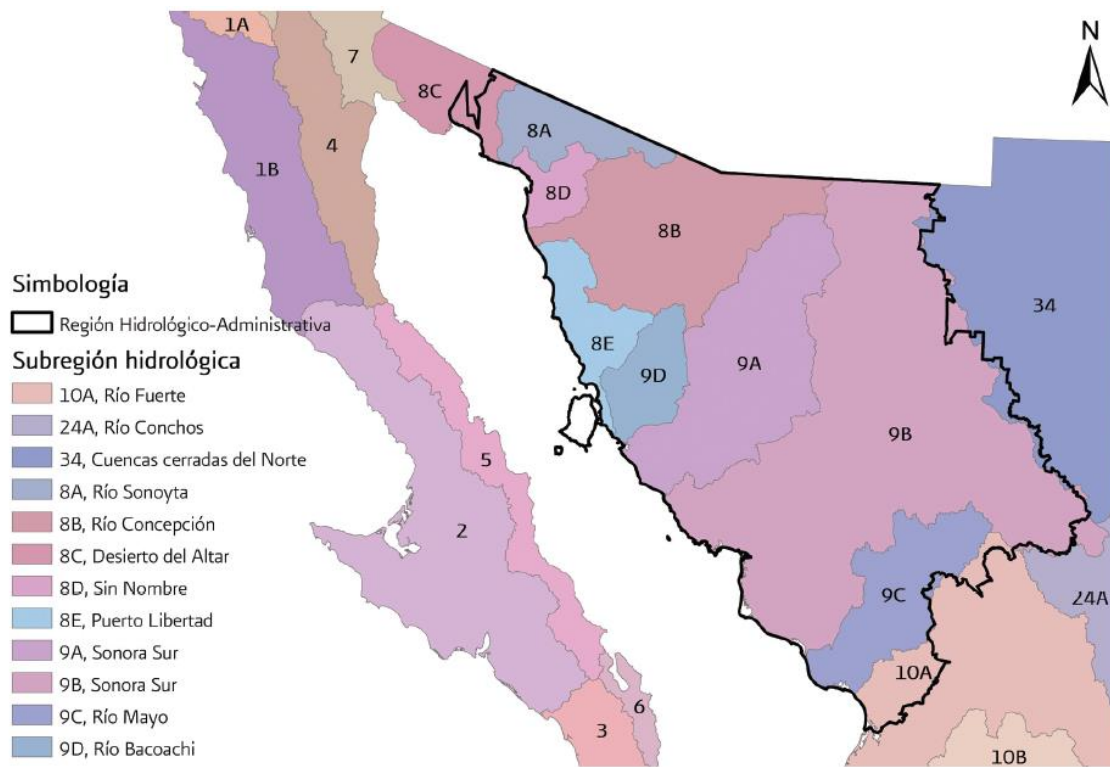 1A
7
N
8C
8A
4
1B
8D
8B
34
Simbología
Región Hidrológico-Administrativa
Subregión hidrológica
10A, Río Fuerte
24A, Río Conchos
34, Cuencas cerradas del Norte
8A, Río Sonoyta
8B, Río Concepción
8C, Desierto del Altar
8D, Sin Nombre
8E, Puerto Libertad
9A, Sonora Sur
9B, Sonora Sur
9C, Río Mayo
9D, Río Bacoachi
8E
9D
9A
9B
5
2
9C
24A
10A
6
3
10B